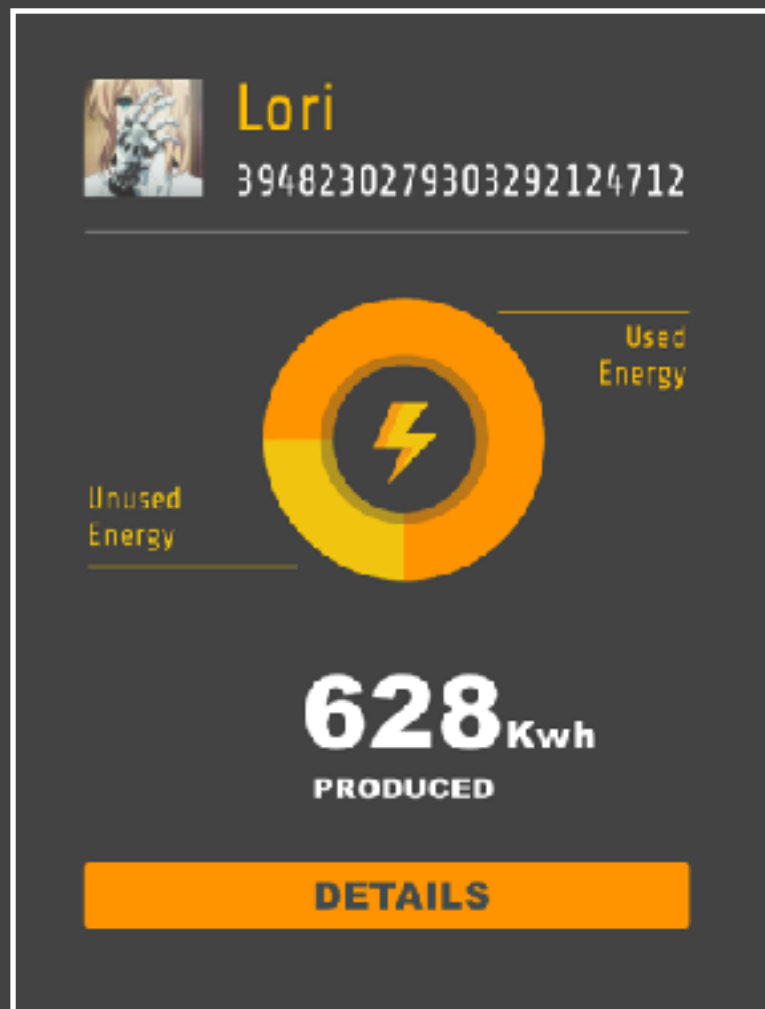 Lori
3948230279303292124712
Used
Energy
Unused
Energy
628Kwh
PRODUCED
DETAILS